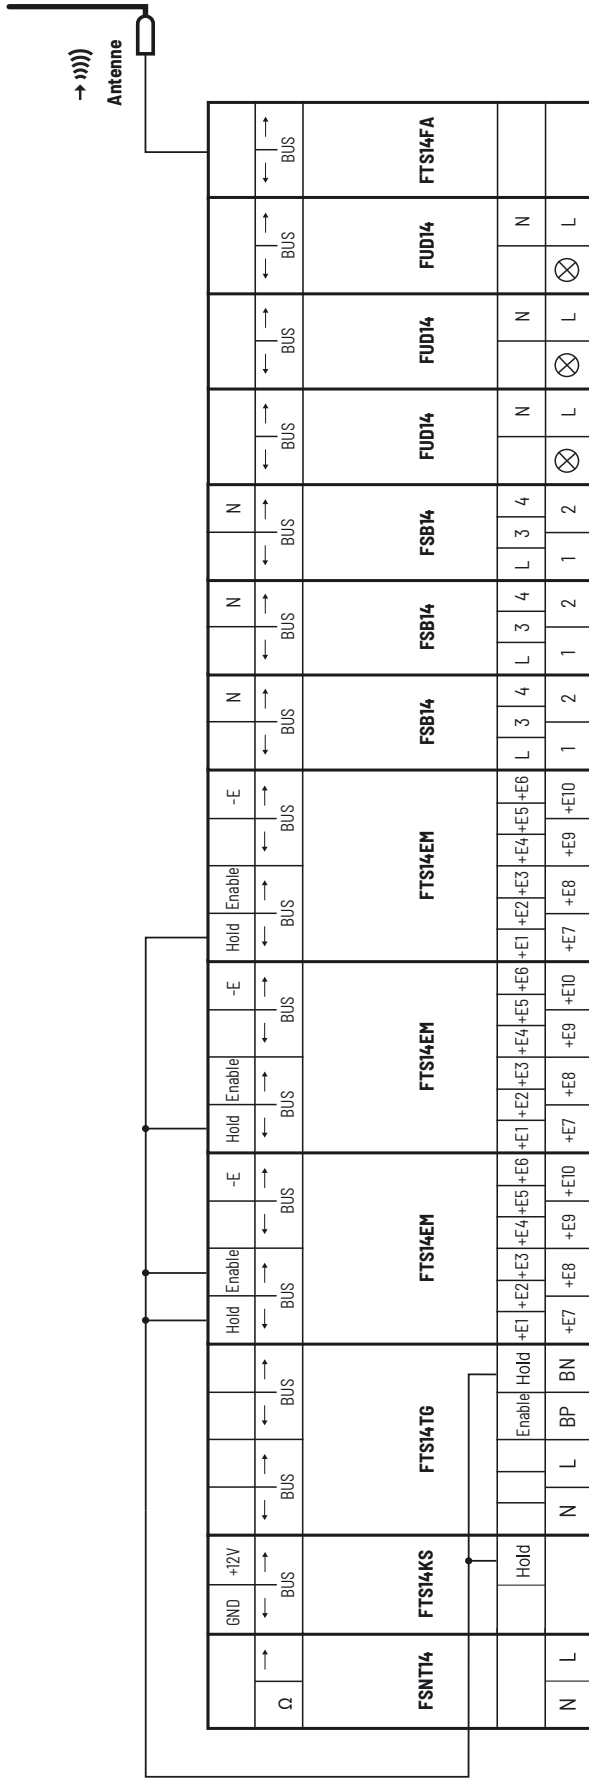 Antenne
GND +12V Hold Enable -E Hold Enable -E Hold Enable -E N N N
Ω BUS BUS BUS BUS BUS BUS BUS BUS BUS BUS BUS BUS BUS BUS BUS BUS
FSNT14 FTS14KS FTS14TG FTS14EM FTS14EM FTS14EM FSB14 FSB14 FSB14 FUD14 FUD14 FUD14 FTS14FA
Hold Enable Hold +E1 +E2 +E3 +E4 +E5 +E6 +E1 +E2 +E3 +E4 +E5 +E6 +E1 +E2 +E3 +E4 +E5 +E6 L 3 4 L 3 4 L 3 4 N N N
N L N L BP BN +E7 +E8 +E9 +E10 +E7 +E8 +E9 +E10 +E7 +E8 +E9 +E10 1 2 1 2 1 2 L L L